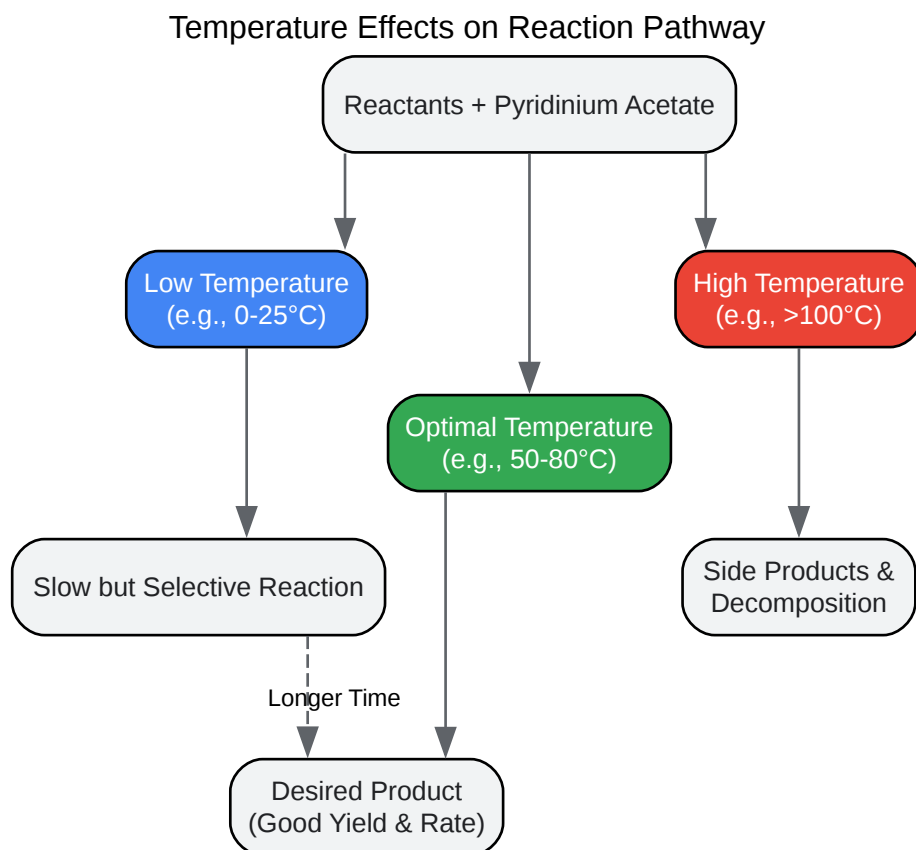 Temperature Effects on Reaction Pathway
Reactants + Pyridinium Acetate
Low Temperature
(e.g., 0-25°C)
High Temperature
(e.g., >100°C)
Optimal Temperature
(e.g., 50-80°C)
Slow but Selective Reaction
Side Products &
Decomposition
Longer Time
Desired Product
(Good Yield & Rate)